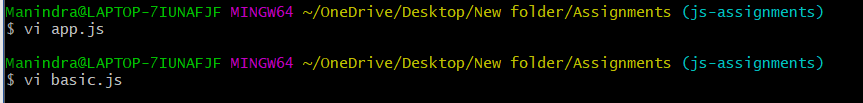 Manindra@LAPTOP-7IUNAFJF MINGW64 ~/OneDrive/Desktop/New folder/Assignments (js-assignments)
$ vi app.js
Manindra@LAPTOP-7IUNAFJF MINGW64 ~/OneDrive/Desktop/New folder/Assignments (js-assignments)
$ vi basic.js